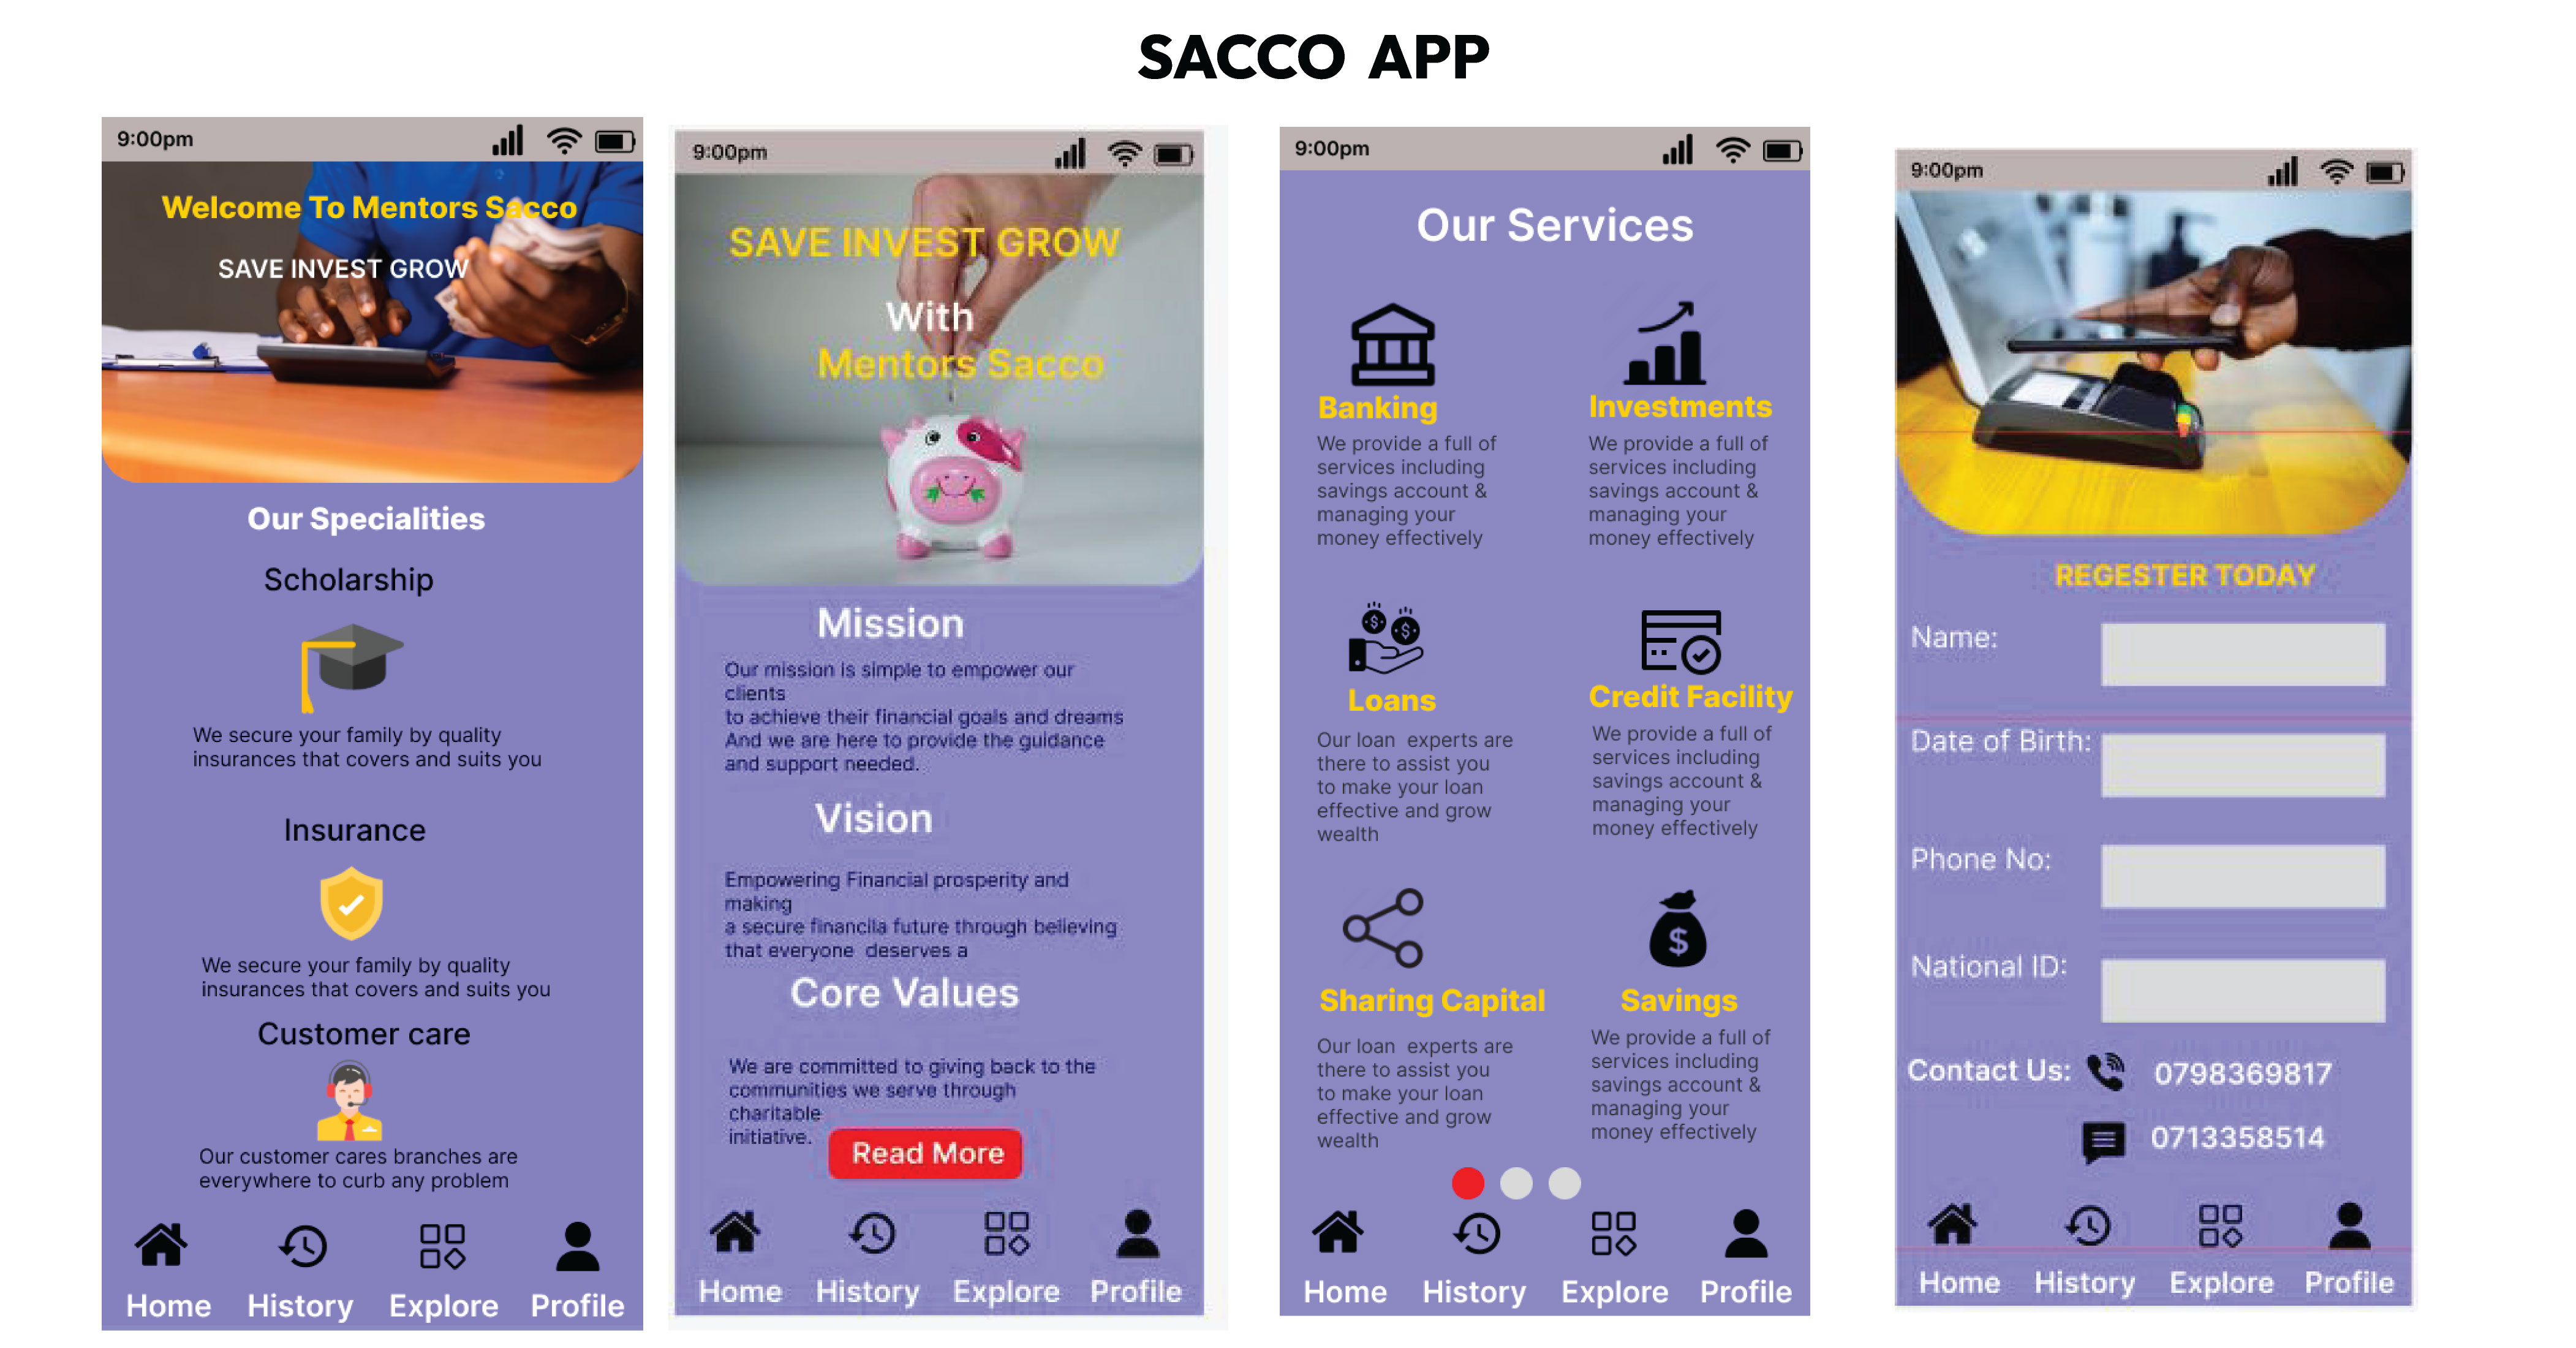 SACCO APP
9:00pm
Welcome To Mentors Sacco
SAVE INVEST GROW
Our Specialities
Scholarship
We secure your family by quality
insurances that covers and suits you
Insurance
We secure your family by quality
insurances that covers and suits you
Customer care
Our customer cares branches are
everywhere to curb any problem
Home History Explore Profile
9:00pm
SAVE INVEST GROW
With
Mentors Sacco
Mission
Our mission is simple to empower our
clients
to achieve their financial goals and dreams
And we are here to provide the guidance
and support needed.
Vision
Empowering Financial prosperity and
making
a secure financila future through believing
that everyone deserves a
Core Values
We are committed to giving back to the
communities we serve through
charitable
initiative.
Read More
Home History Explore Profile
9:00pm
Our Services
Banking
We provide a full of
services including
savings account &
managing your
money effectively
Investments
We provide a full of
services including
savings account &
managing your
money effectively
Loans
Our loan experts are
there to assist you
to make your loan
effective and grow
wealth
Credit Facility
We provide a full of
services including
savings account &
managing your
money effectively
Sharing Capital
Our loan experts are
there to assist you
to make your loan
effective and grow
wealth
Savings
We provide a full of
services including
savings account &
managing your
money effectively
Home History Explore Profile
9:00pm
REGESTER TODAY
Name:
Date of Birth:
Phone No:
National ID:
Contact Us: 0798369817
0713358514
Home History Explore Profile